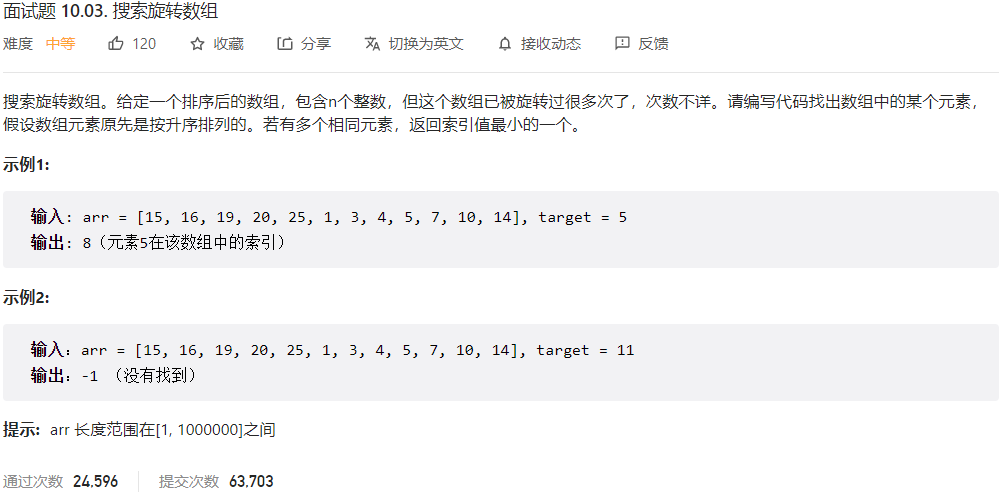 面试题 10.03. 搜索旋转数组
难度 中等 120 收藏 分享 切换为英文 接收动态 反馈
搜索旋转数组。给定一个排序后的数组，包含n个整数，但这个数组已被旋转过很多次了，次数不详。请编写代码找出数组中的某个元素，
假设数组元素原先是按升序排列的。若有多个相同元素，返回索引值最小的一个。
示例1:
输入: arr = [15, 16, 19, 20, 25, 1, 3, 4, 5, 7, 10, 14], target = 5
输出: 8（元素5在该数组中的索引）
示例2:
输入：arr = [15, 16, 19, 20, 25, 1, 3, 4, 5, 7, 10, 14], target = 11
输出：-1 （没有找到）
提示: arr 长度范围在[1, 1000000]之间
通过次数 24,596 提交次数 63,703